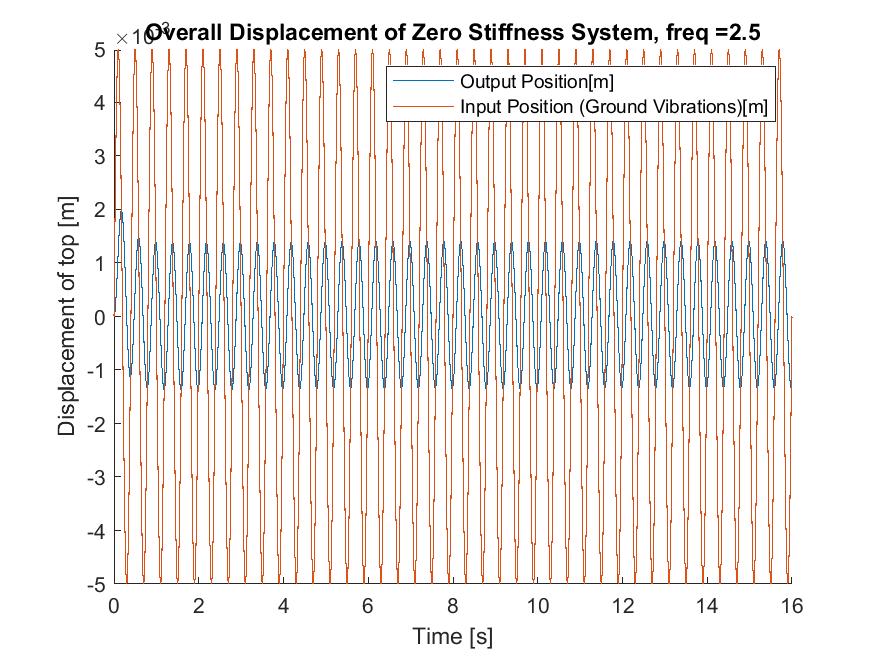 ×10-3
Overall Displacement of Zero Stiffness System, freq =2.5
Output Position[m]
Input Position (Ground Vibrations)[m]
5
4
3
2
1
0
-1
-2
-3
-4
-5
Displacement of top [m]
0 2 4 6 8 10 12 14 16
Time [s]